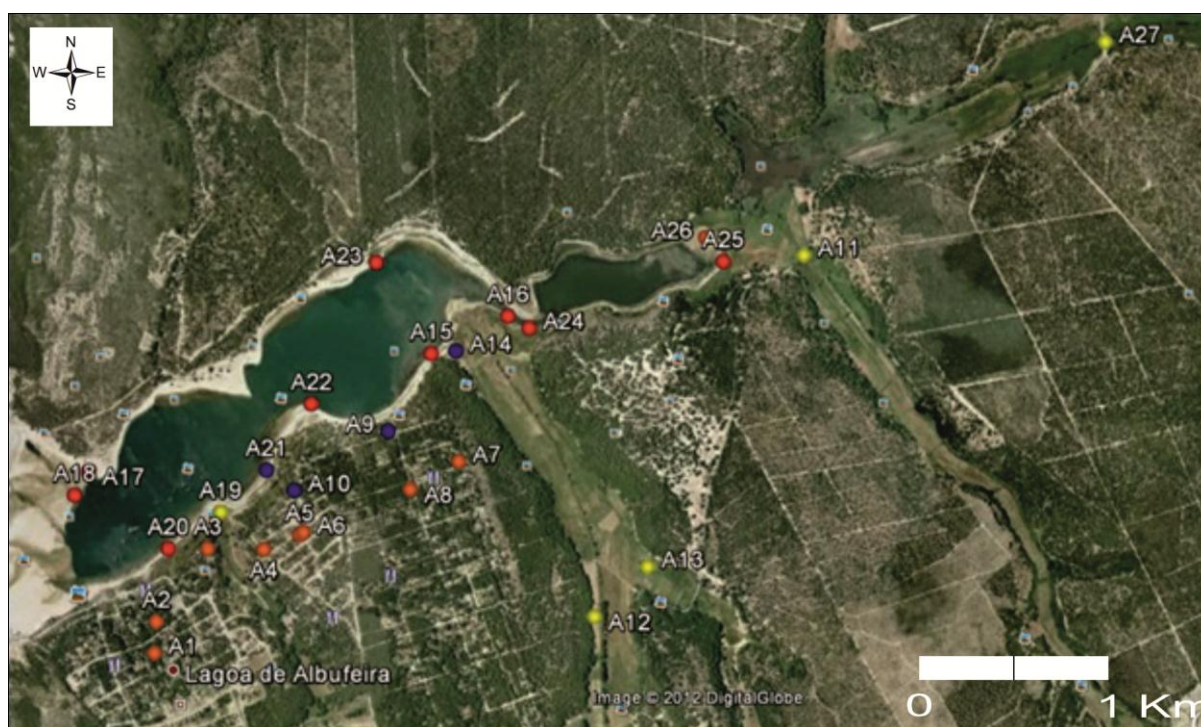 N
W E
S
A27
A26
A25
A11
A23
A16
A24
A15
A14
A22
A9
A21
A7
A18
A17
A10
A8
A19
A5
A6
A20
A3
A4
A13
A2
A12
A1
Lagoa de Albufeira
Image © 2012 DigitalGlobe
0 1 Km